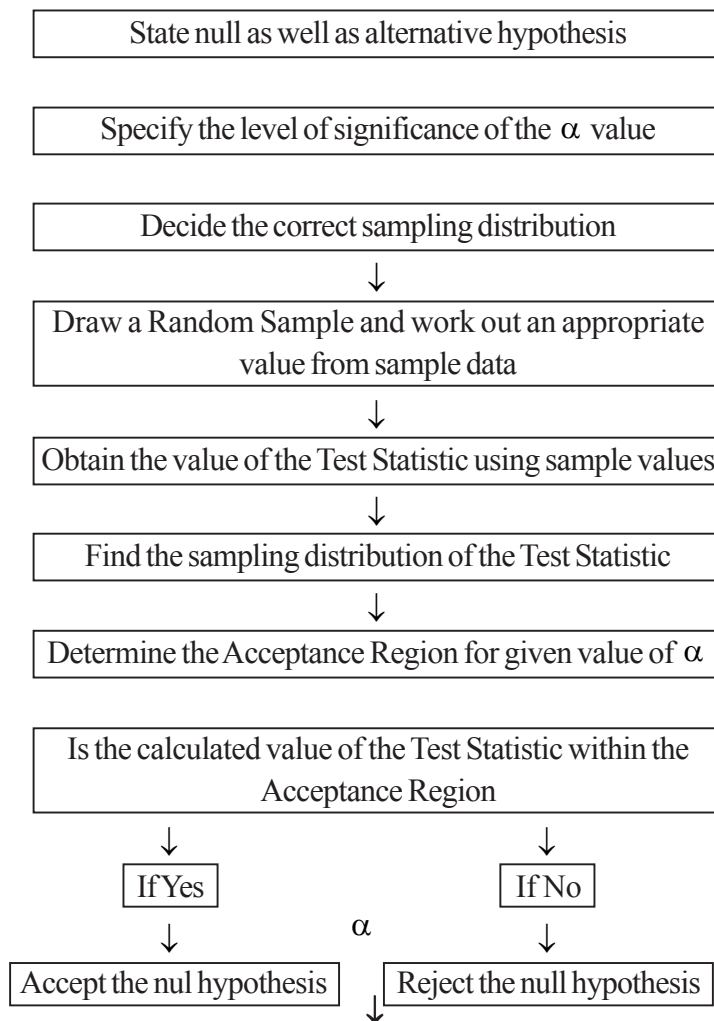 State null as well as alternative hypothesis
Specify the level of significance of the α value
Decide the correct sampling distribution
↓
Draw a Random Sample and work out an appropriate
value from sample data
↓
Obtain the value of the Test Statistic using sample values
↓
Find the sampling distribution of the Test Statistic
↓
Determine the Acceptance Region for given value of α
Is the calculated value of the Test Statistic within the
Acceptance Region
↓ ↓
If Yes If No
↓ α ↓
Accept the nul hypothesis Reject the null hypothesis
↓